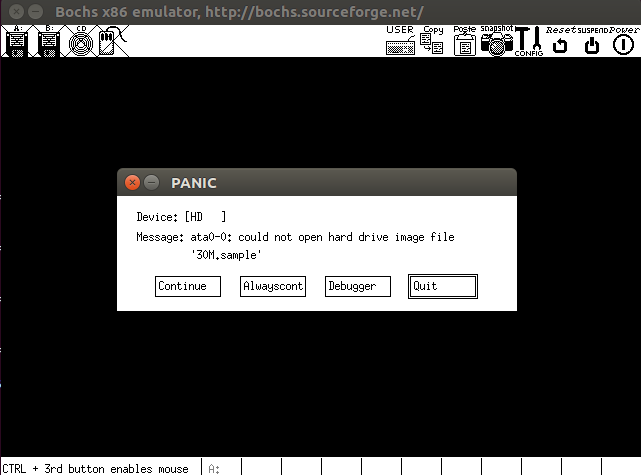 Bochs x86 emulator, http://bochs.sourceforge.net/
A: B: CD USER Copy Paste snapshot CONFIG Reset SUSPEND Power
PANIC
Device: [HD   ]
Message: ata0-0: could not open hard drive image file
'30M.sample'
Continue Alwayscont Debugger Quit
CTRL + 3rd button enables mouse A: